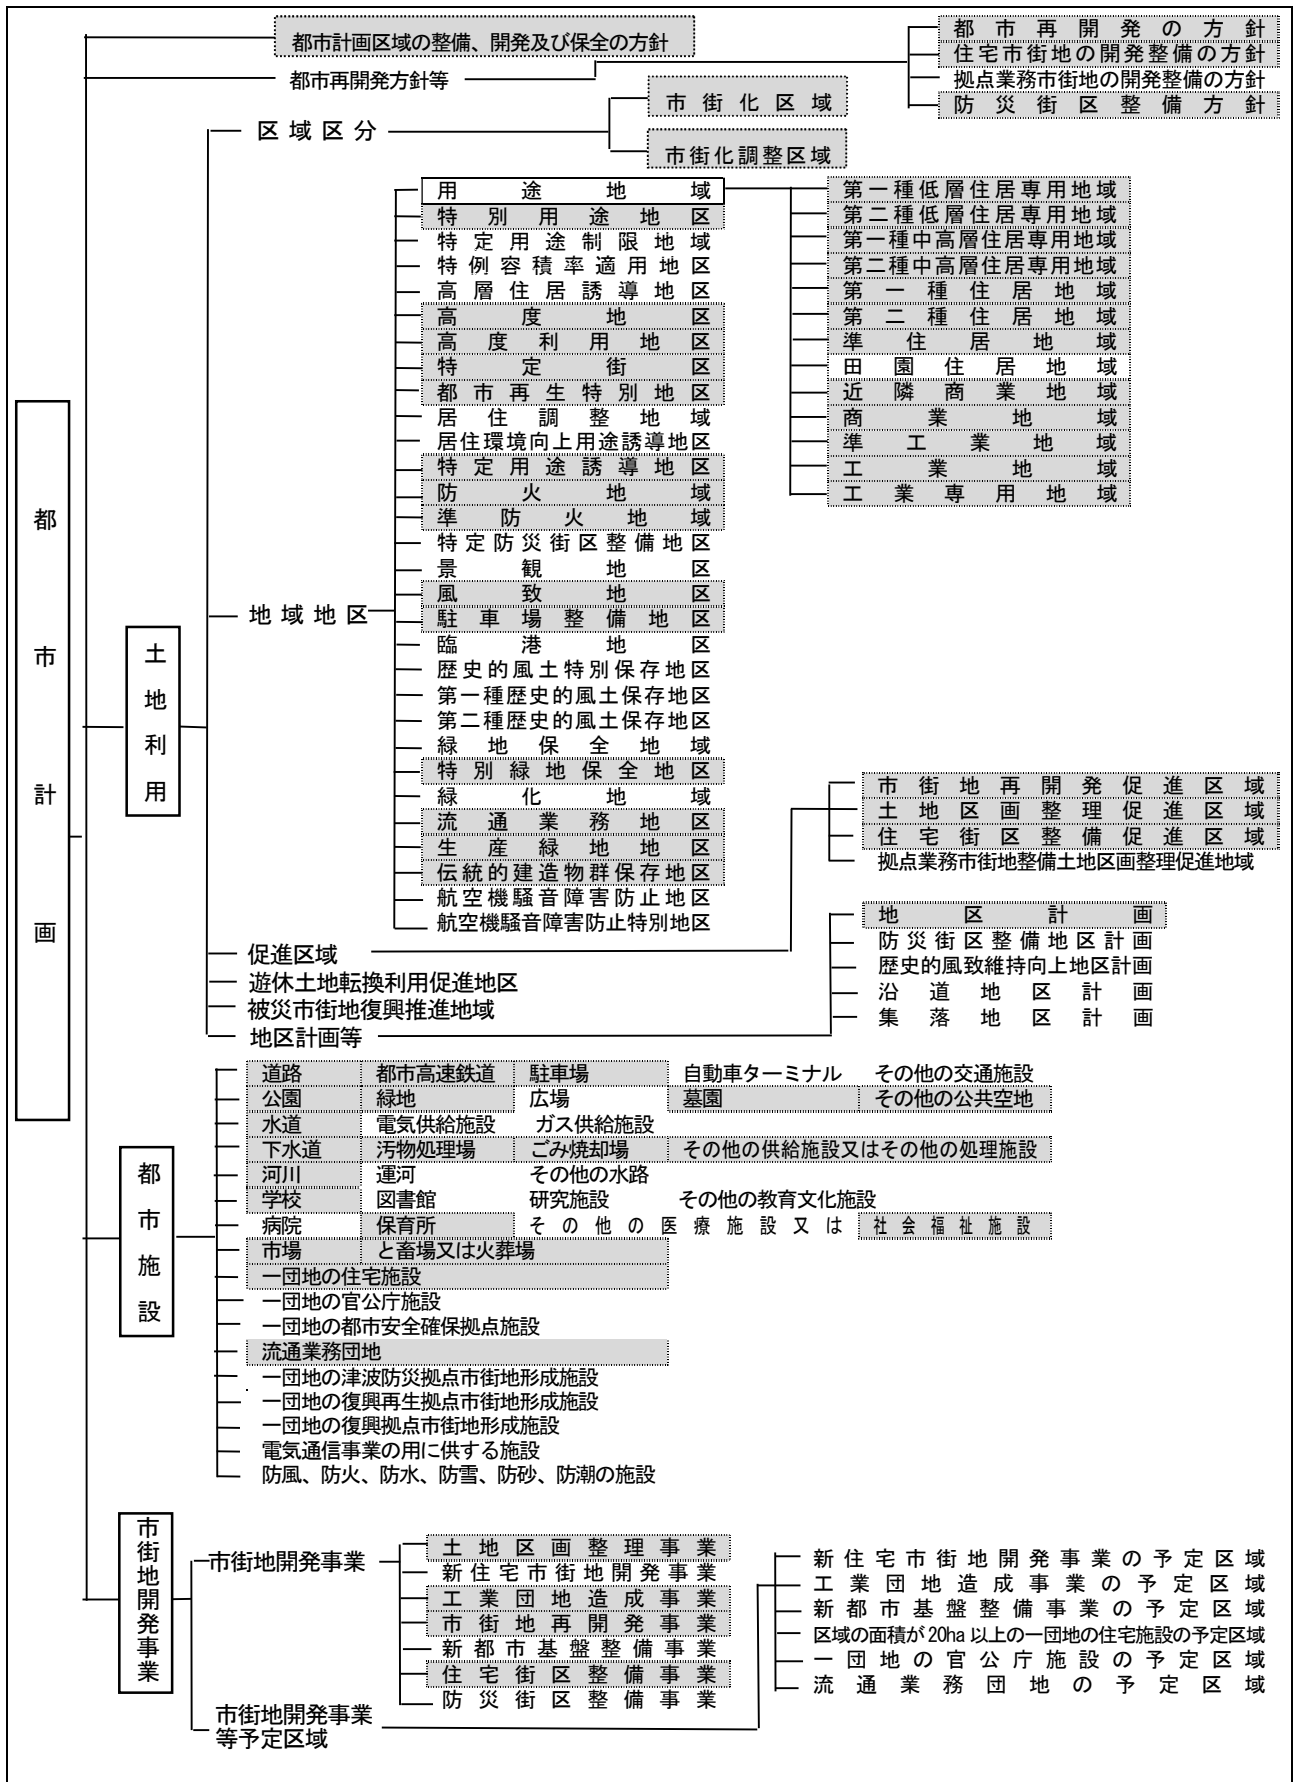 都市計画
都市計画区域の整備、開発及び保全の方針
都市再開発方針等
都市再開発の方針
住宅市街地の開発整備の方針
拠点業務市街地の開発整備の方針
防災街区整備方針
土地利用
区域区分
市街化区域
市街化調整区域
地域地区
用途地域
特別用途地区
特定用途制限地域
特例容積率適用地区
高層住居誘導地区
高度地区
高度利用地区
特定街区
都市再生特別地区
居住調整地域
居住環境向上用途誘導地区
特定用途誘導地区
防火地域
準防火地域
特定防災街区整備地区
景観地区
風致地区
駐車場整備地区
臨港地区
歴史的風土特別保存地区
第一種歴史的風土保存地区
第二種歴史的風土保存地区
緑地保全地域
特別緑地保全地区
緑化地域
流通業務地区
生産緑地地区
伝統的建造物群保存地区
航空機騒音障害防止地区
航空機騒音障害防止特別地区
第一種低層住居専用地域
第二種低層住居専用地域
第一種中高層住居専用地域
第二種中高層住居専用地域
第一種住居地域
第二種住居地域
準住居地域
田園住居地域
近隣商業地域
商業地域
準工業地域
工業地域
工業専用地域
促進区域
市街地再開発促進区域
土地区画整理促進区域
住宅街区整備促進区域
拠点業務市街地整備土地区画整理促進地域
遊休土地転換利用促進地区
被災市街地復興推進地域
地区計画等
地区計画
防災街区整備地区計画
歴史的風致維持向上地区計画
沿道地区計画
集落地区計画
都市施設
道路 都市高速鉄道 駐車場 自動車ターミナル その他の交通施設
公園 緑地 広場 墓園 その他の公共空地
水道 電気供給施設 ガス供給施設
下水道 汚物処理場 ごみ焼却場 その他の供給施設又はその他の処理施設
河川 運河 その他の水路
学校 図書館 研究施設 その他の教育文化施設
病院 保育所 その他の医療施設又は 社会福祉施設
市場 と畜場又は火葬場
一団地の住宅施設
一団地の官公庁施設
一団地の都市安全確保拠点施設
流通業務団地
一団地の津波防災拠点市街地形成施設
一団地の復興再生拠点市街地形成施設
一団地の復興拠点市街地形成施設
電気通信事業の用に供する施設
防風、防火、防水、防雪、防砂、防潮の施設
市街地開発事業
市街地開発事業
土地区画整理事業
新住宅市街地開発事業
工業団地造成事業
市街地再開発事業
新都市基盤整備事業
住宅街区整備事業
防災街区整備事業
市街地開発事業
等予定区域
新住宅市街地開発事業の予定区域
工業団地造成事業の予定区域
新都市基盤整備事業の予定区域
区域の面積が20ha以上の一団地の住宅施設の予定区域
一団地の官公庁施設の予定区域
流通業務団地の予定区域